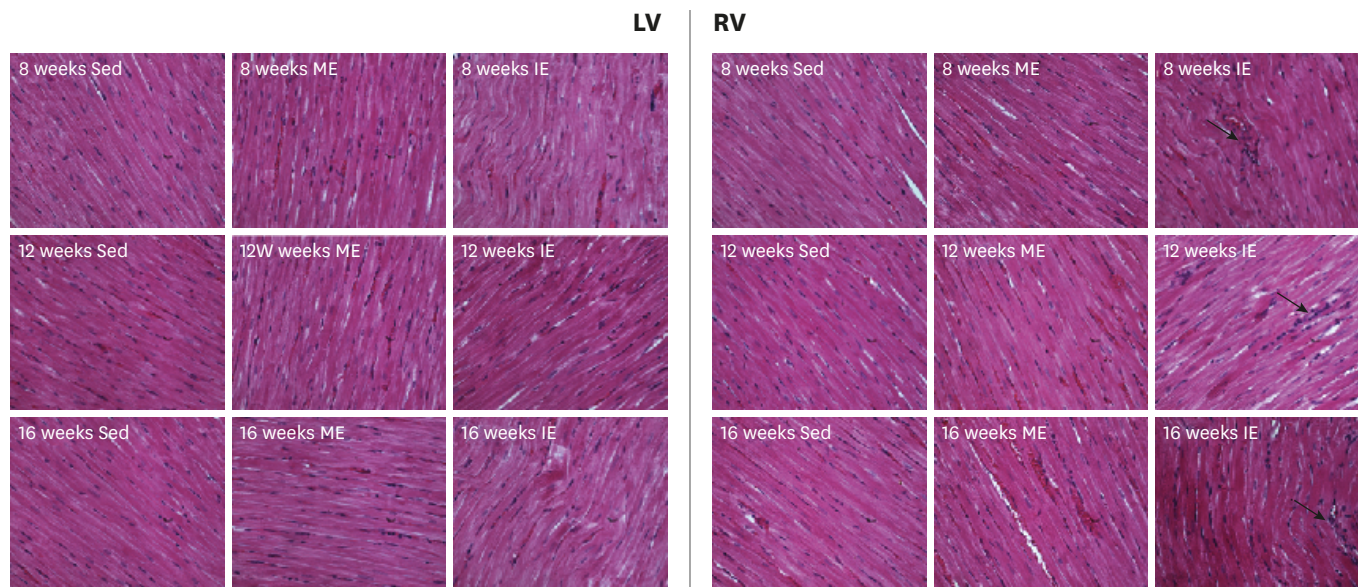 LV
RV
8 weeks Sed
8 weeks ME
8 weeks IE
8 weeks Sed
8 weeks ME
8 weeks IE
12 weeks Sed
12W weeks ME
12 weeks IE
12 weeks Sed
12 weeks ME
12 weeks IE
16 weeks Sed
16 weeks ME
16 weeks IE
16 weeks Sed
16 weeks ME
16 weeks IE